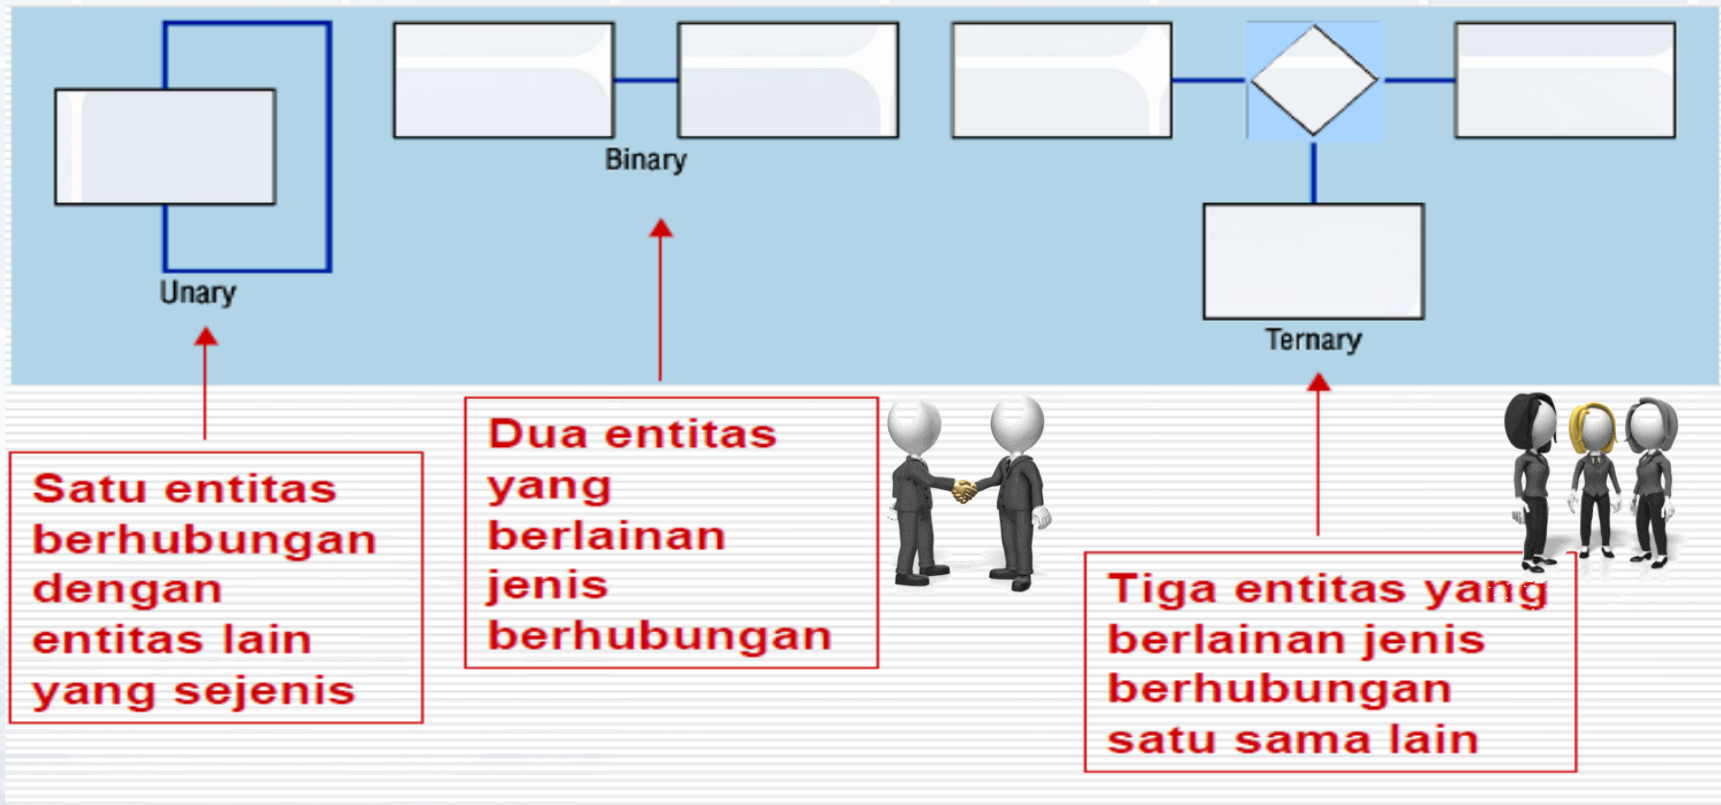 Unary
Binary
Ternary
Satu entitas
berhubungan
dengan
entitas lain
yang sejenis
Dua entitas
yang
berlainan
jenis
berhubungan
Tiga entitas yang
berlainan jenis
berhubungan
satu sama lain